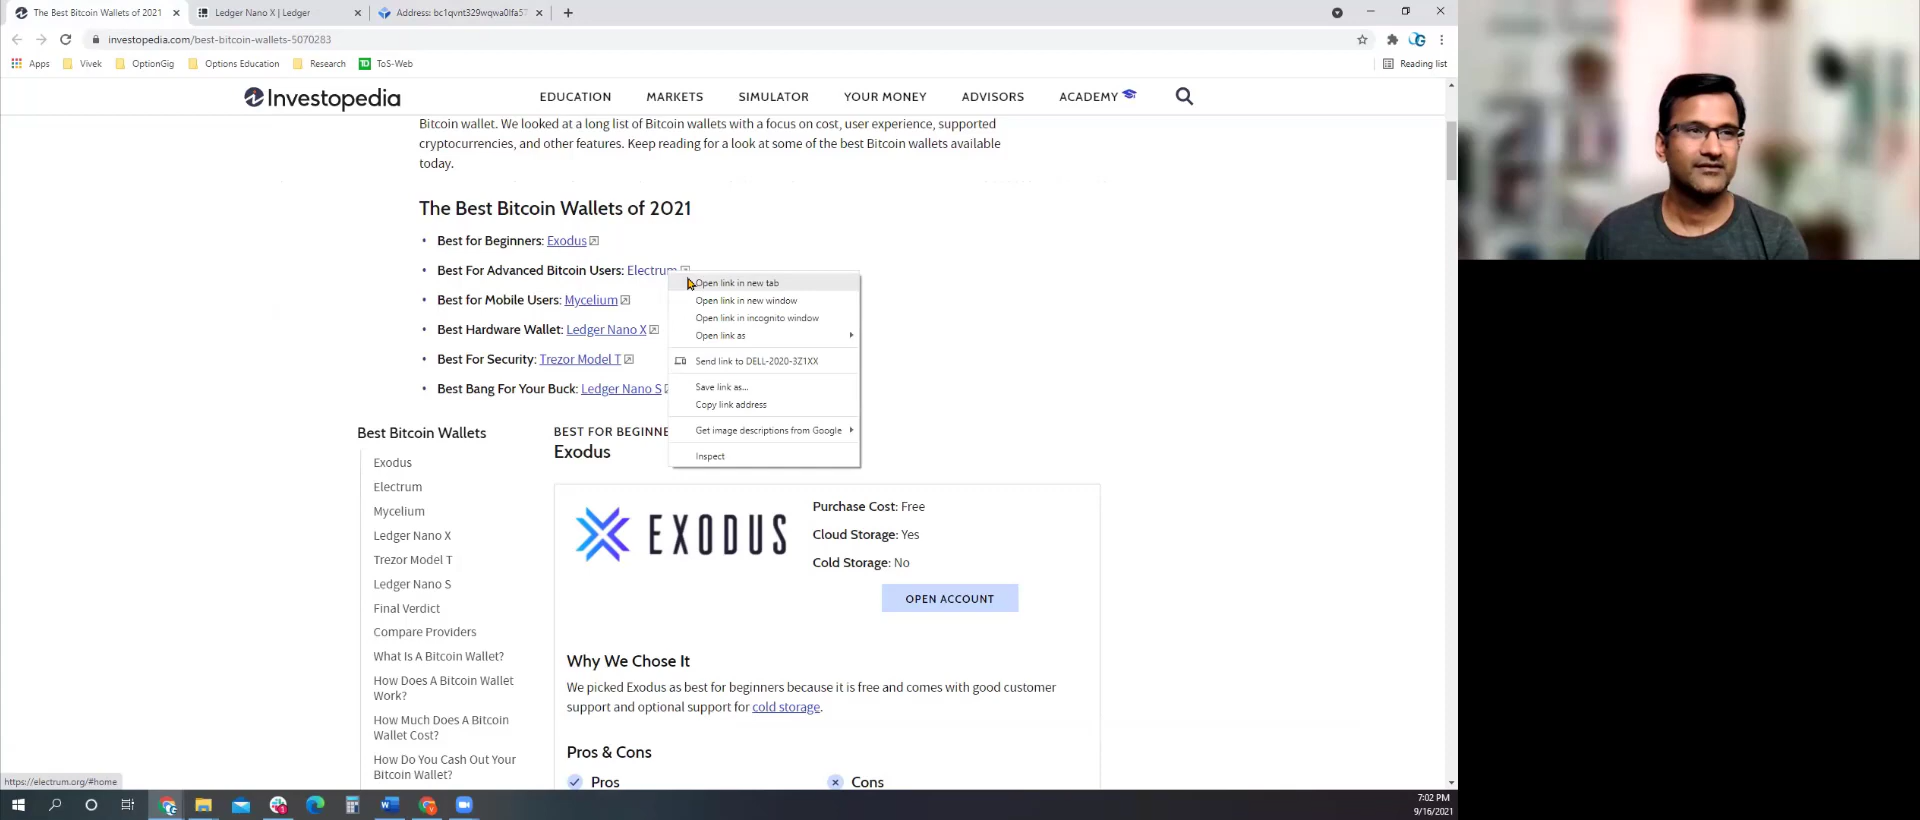 The Best Bitcoin Wallets of 2021
Ledger Nano X | Ledger
Address: bc1qvnt329wqwa0lfa57
investopedia.com/best-bitcoin-wallets-5070283
Apps
Vivek
OptionGig
Options Education
Research
ToS-Web
Reading list
Investopedia
EDUCATION
MARKETS
SIMULATOR
YOUR MONEY
ADVISORS
ACADEMY
Bitcoin wallet. We looked at a long list of Bitcoin wallets with a focus on cost, user experience, supported
cryptocurrencies, and other features. Keep reading for a look at some of the best Bitcoin wallets available
today.
The Best Bitcoin Wallets of 2021
Best for Beginners: Exodus
Best For Advanced Bitcoin Users: Electrum
Best for Mobile Users: Mycelium
Best Hardware Wallet: Ledger Nano X
Best For Security: Trezor Model T
Best Bang For Your Buck: Ledger Nano S
Open link in new tab
Open link in new window
Open link in incognito window
Open link as
Send link to DELL-2020-3Z1XX
Save link as...
Copy link address
Get image descriptions from Google
Inspect
Best Bitcoin Wallets
Exodus
Electrum
Mycelium
Ledger Nano X
Trezor Model T
Ledger Nano S
Final Verdict
Compare Providers
What Is A Bitcoin Wallet?
How Does A Bitcoin Wallet
Work?
How Much Does A Bitcoin
Wallet Cost?
How Do You Cash Out Your
Bitcoin Wallet?
BEST FOR BEGINNE
Exodus
EXODUS
Purchase Cost: Free
Cloud Storage: Yes
Cold Storage: No
OPEN ACCOUNT
Why We Chose It
We picked Exodus as best for beginners because it is free and comes with good customer
support and optional support for cold storage.
Pros & Cons
Pros
Cons
https://electrum.org/#home
7:02 PM
9/16/2021